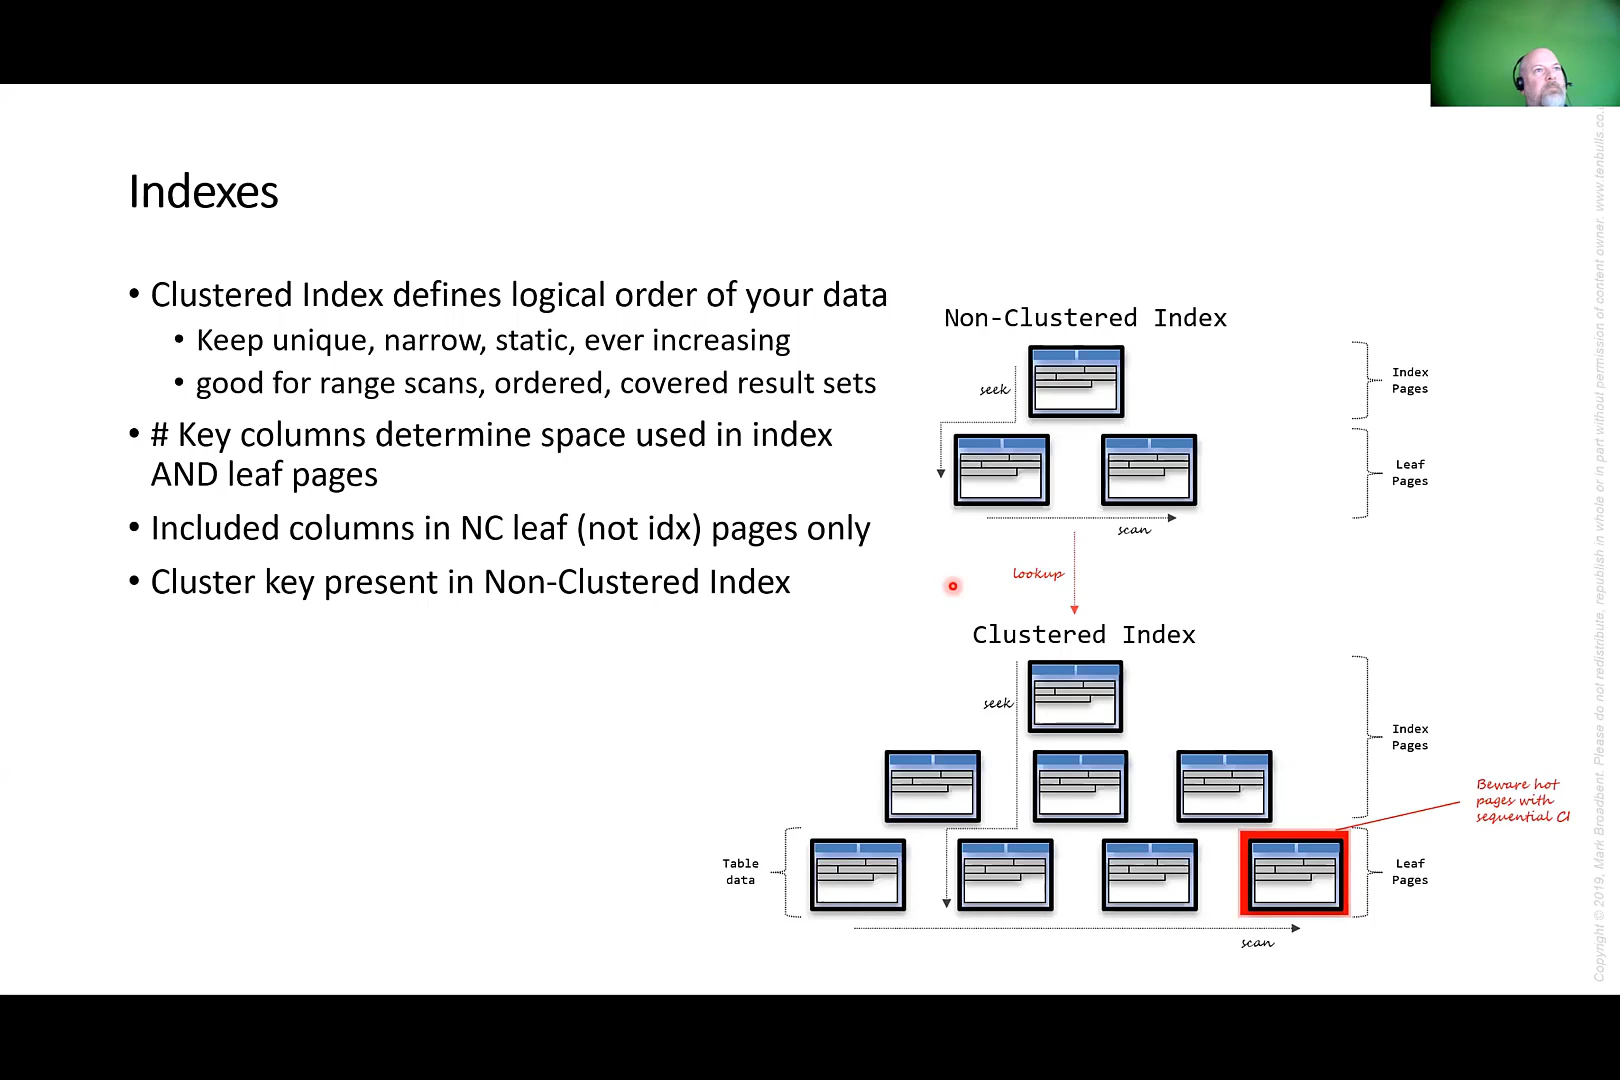 Indexes
• Clustered Index defines logical order of your data
• Keep unique, narrow, static, ever increasing
• good for range scans, ordered, covered result sets
• # Key columns determine space used in index
AND leaf pages
• Included columns in NC leaf (not idx) pages only
• Cluster key present in Non-Clustered Index
Non-Clustered Index
seek
Index
Pages
Leaf
Pages
scan
lookup
Clustered Index
seek
Index
Pages
Beware hot
pages with
sequential CI
Table
data
Leaf
Pages
scan
Copyright © 2019, Mark Broadbent. Please do not redistribute, republish in whole or in part without permission of content owner. www.tenbulls.co.